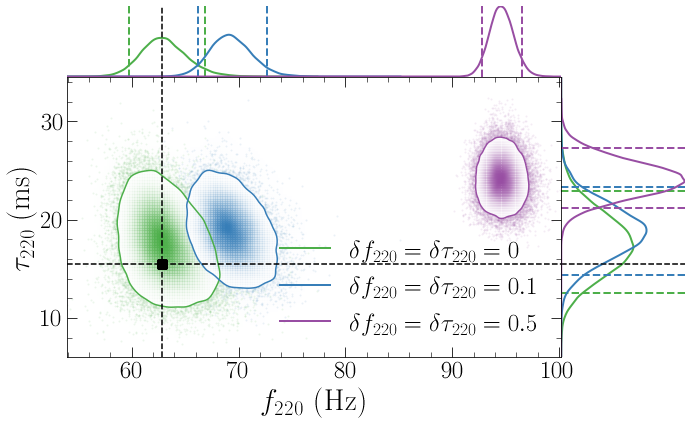 30
20
10
τ220 (ms)
δf220 = δτ220 = 0
δf220 = δτ220 = 0.1
δf220 = δτ220 = 0.5
60 70 80 90 100
f220 (Hz)